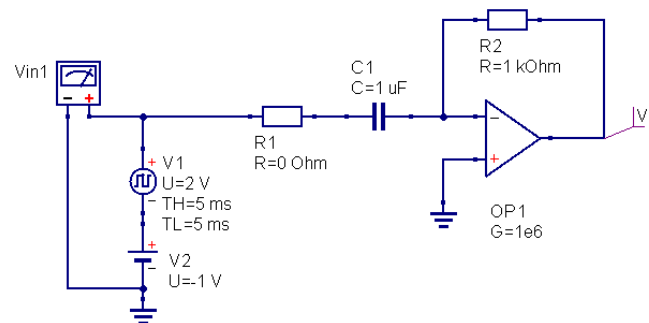 Vin1
R1
R=0 Ohm
C1
C=1 uF
R2
R=1 kOhm
V
V1
U=2 V
TH=5 ms
TL=5 ms
V2
U=-1 V
OP1
G=1e6